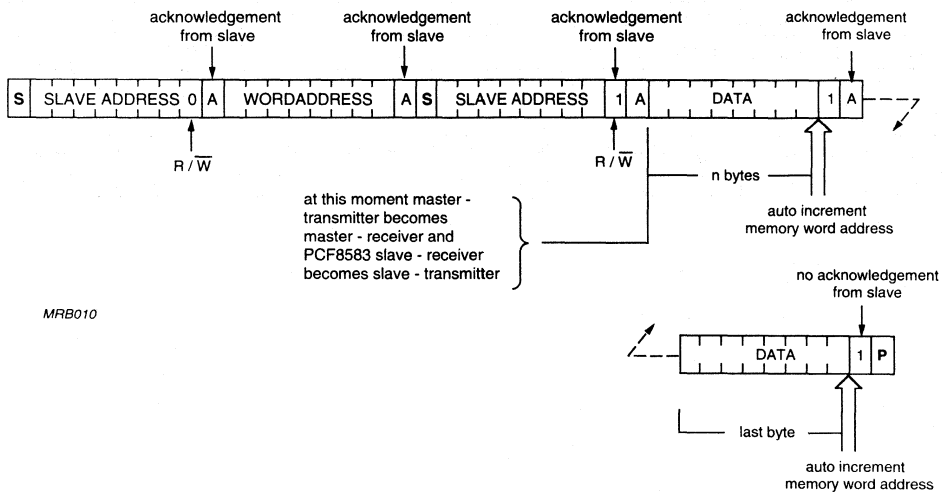 acknowledgement
from slave
acknowledgement
from slave
acknowledgement
from slave
acknowledgement
from slave
S SLAVE ADDRESS 0 A WORDADDRESS A S SLAVE ADDRESS 1 A DATA 1 A
R / W
R / W
n bytes
auto increment
memory word address
at this moment master -
transmitter becomes
master - receiver and
PCF8583 slave - receiver
becomes slave - transmitter
MRB010
no acknowledgement
from slave
DATA 1 P
last byte
auto increment
memory word address